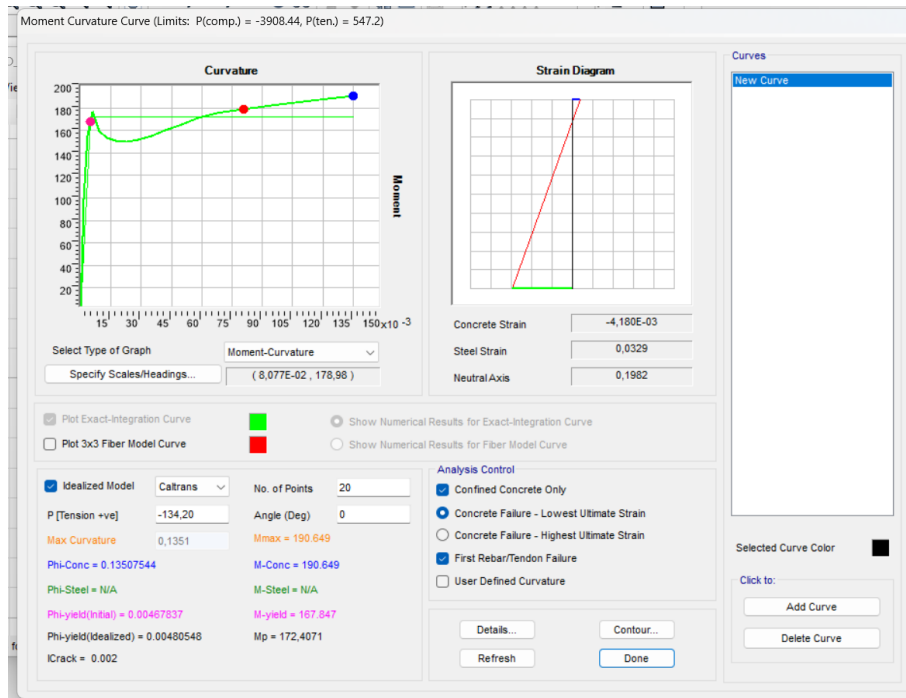 Moment Curvature Curve (Limits: P(comp.) = -3908.44, P(ten.) = 547.2)
Curvature
200
180
160
140
120
100
80
60
40
20
15 30 45 60 75 90 105 120 135 150 x10 -3
Moment
Select Type of Graph Moment-Curvature
Specify Scales/Headings... ( 8,077E-02 , 178,98 )
Strain Diagram
Concrete Strain -4,180E-03
Steel Strain 0,0329
Neutral Axis 0,1982
Curves
New Curve
Plot Exact-Integration Curve
Show Numerical Results for Exact-Integration Curve
Plot 3x3 Fiber Model Curve
Show Numerical Results for Fiber Model Curve
Idealized Model Caltrans No. of Points 20
P [Tension +ve] -134,20 Angle (Deg) 0
Max Curvature 0,1351 Mmax = 190.649
Phi-Conc = 0.13507544 M-Conc = 190.649
Phi-Steel = N/A M-Steel = N/A
Phi-yield(Initial) = 0.00467837 M-yield = 167.847
Phi-yield(Idealized) = 0.00480548 Mp = 172,4071
ICrack = 0.002
Analysis Control
Confined Concrete Only
Concrete Failure - Lowest Ultimate Strain
Concrete Failure - Highest Ultimate Strain
First Rebar/Tendon Failure
User Defined Curvature
Details... Contour...
Refresh Done
Selected Curve Color
Click to:
Add Curve
Delete Curve